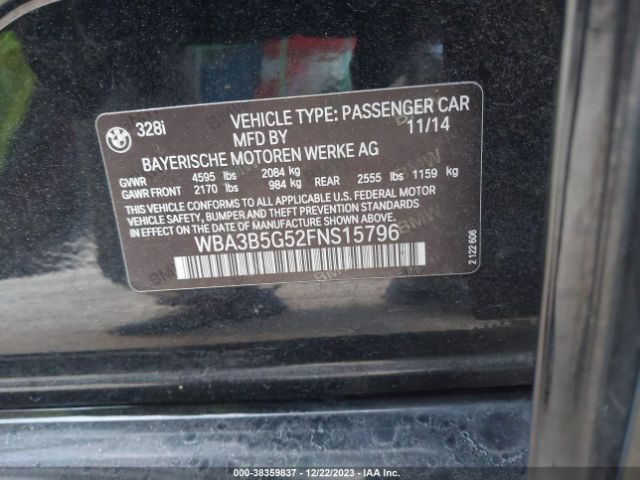 328i VEHICLE TYPE: PASSENGER CAR
MFD BY 11/14
BAYERISCHE MOTOREN WERKE AG
GVWR 4595 lbs 2084 kg
GAWR FRONT 2170 lbs 984 kg REAR 2555 lbs 1159 kg
THIS VEHICLE CONFORMS TO ALL APPLICABLE U.S. FEDERAL MOTOR
VEHICLE SAFETY, BUMPER AND THEFT PREVENTION STANDARDS
IN EFFECT ON THE DATE OF MANUFACTURE SHOWN ABOVE.
WBA3B5G52FNS15796
2 122 606
000-38359837 - 12/22/2023 - IAA Inc.